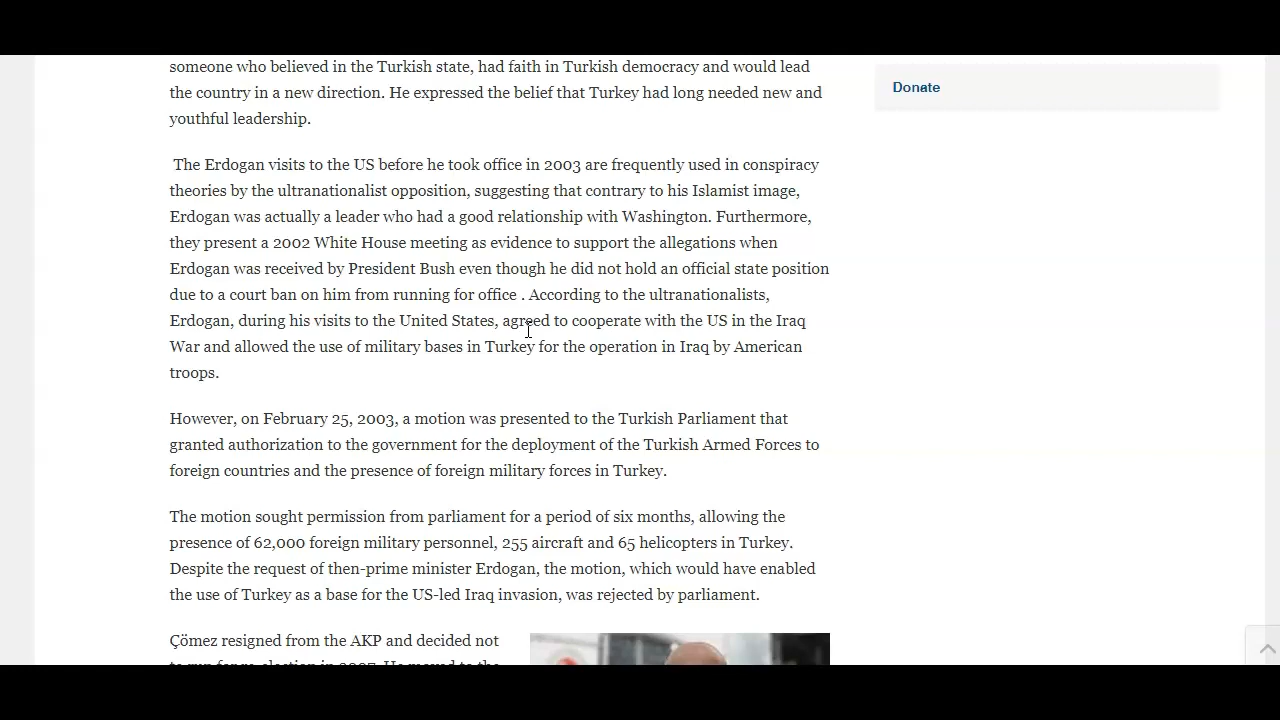 someone who believed in the Turkish state, had faith in Turkish democracy and would lead
the country in a new direction. He expressed the belief that Turkey had long needed new and
youthful leadership.
The Erdogan visits to the US before he took office in 2003 are frequently used in conspiracy
theories by the ultranationalist opposition, suggesting that contrary to his Islamist image,
Erdogan was actually a leader who had a good relationship with Washington. Furthermore,
they present a 2002 White House meeting as evidence to support the allegations when
Erdogan was received by President Bush even though he did not hold an official state position
due to a court ban on him from running for office . According to the ultranationalists,
Erdogan, during his visits to the United States, agreed to cooperate with the US in the Iraq
War and allowed the use of military bases in Turkey for the operation in Iraq by American
troops.
However, on February 25, 2003, a motion was presented to the Turkish Parliament that
granted authorization to the government for the deployment of the Turkish Armed Forces to
foreign countries and the presence of foreign military forces in Turkey.
The motion sought permission from parliament for a period of six months, allowing the
presence of 62,000 foreign military personnel, 255 aircraft and 65 helicopters in Turkey.
Despite the request of then-prime minister Erdogan, the motion, which would have enabled
the use of Turkey as a base for the US-led Iraq invasion, was rejected by parliament.
Çömez resigned from the AKP and decided not
to run for re-election in 2007. He moved to the
Donate